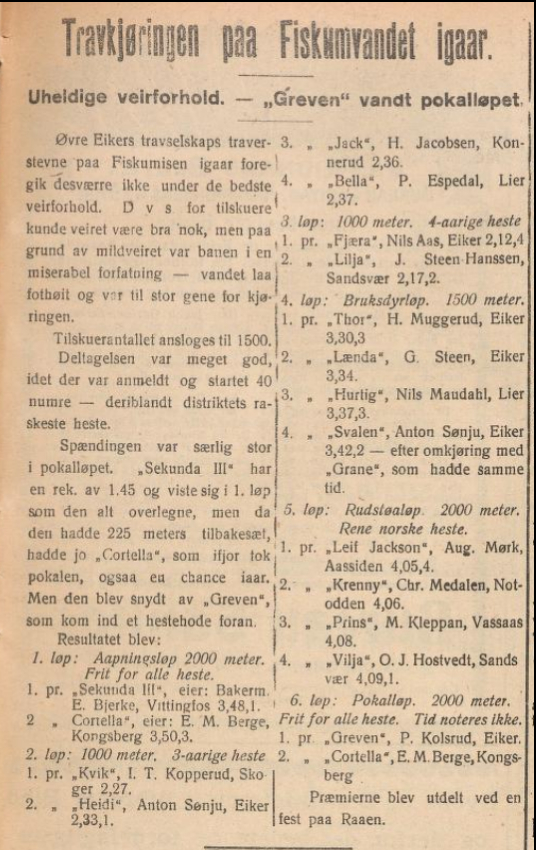 Travkjøringen paa Fiskumvandet igaar.
Uheldige veirforhold. — „Greven“ vandt pokalløpet.
Øvre Eikers travselskaps traver-
stevne paa Fiskumisen igaar fore-
gik desværre ikke under de bedste
veirforhold. D v s for tilskuere
kunde veiret være bra nok, men paa
grund av mildveiret var banen i en
miserabel forfatning — vandet laa
fothøit og var til stor gene for kjø-
ringen.
Tilskuerantallet ansloges til 1500.
Deltagelsen var meget god,
idet der var anmeldt og startet 40
numre — deriblandt distriktets ra-
skeste heste.
Spændingen var særlig stor
i pokalløpet. „Sekunda III“ har
en rek. av 1.45 og viste sig i 1. løp
som den alt overlegne, men da
den hadde 225 meters tilbakesæt,
hadde jo „Cortella“, som ifjor tok
pokalen, ogsaa en chance iaar.
Men den blev snydt av „Greven“,
som kom ind et hestehode foran.
Resultatet blev:
1. løp: Aapningsløp 2000 meter.
Frit for alle heste.
1. pr. „Sekunda III“, eier: Bakerm.
E. Bjerke, Vittingfos 3,48,1.
2 „ Cortella“, eier: E. M. Berge,
Kongsberg 3,50,3.
2. løp: 1000 meter. 3-aarige heste
1. pr. „Kvik“, I. T. Kopperud, Sko-
ger 2,27.
2. „ „Heidi“, Anton Sønju, Eiker
2,33,1.
3. „ „Jack“, H. Jacobsen, Kon-
nerud 2,36.
4. „ „Bella“, P. Espedal, Lier
2,37.
3. løp: 1000 meter. 4-aarige heste
1. pr. „Fjæra“, Nils Aas, Eiker 2,12,4
2. „ „Lilja“, J. Steen-Hanssen,
Sandsvær 2,17,2.
4. løp: Bruksdyrløp. 1500 meter.
1. pr. „Thor“, H. Muggerud, Eiker
3,30,3
2. „ „Lænda“, G. Steen, Eiker
3,34.
3. „ „Hurtig“, Nils Maudahl, Lier
3,37,3.
4. „ „Svalen“, Anton Sønju, Eiker
3,42,2 — efter omkjøring med
„Grane“, som hadde samme
tid.
5. løp: Rudstøaløp. 2000 meter.
Rene norske heste.
1. pr. „Leif Jackson“, Aug. Mørk,
Aassiden 4,05,4.
2. „ „Krenny“, Chr. Medalen, Not-
odden 4,06.
3. „ „Prins“, M. Kleppan, Vassaas
4,08.
4. „ „Vilja“, O. J. Hostvedt, Sands
vær 4,09,1.
6. løp: Pokalløp. 2000 meter.
Frit for alle heste. Tid noteres ikke.
1. pr „Greven“, P. Kolsrud, Eiker.
2. „ „Cortella“, E. M. Berge, Kongs-
berg
Præmierne blev utdelt ved en
fest paa Raaen.